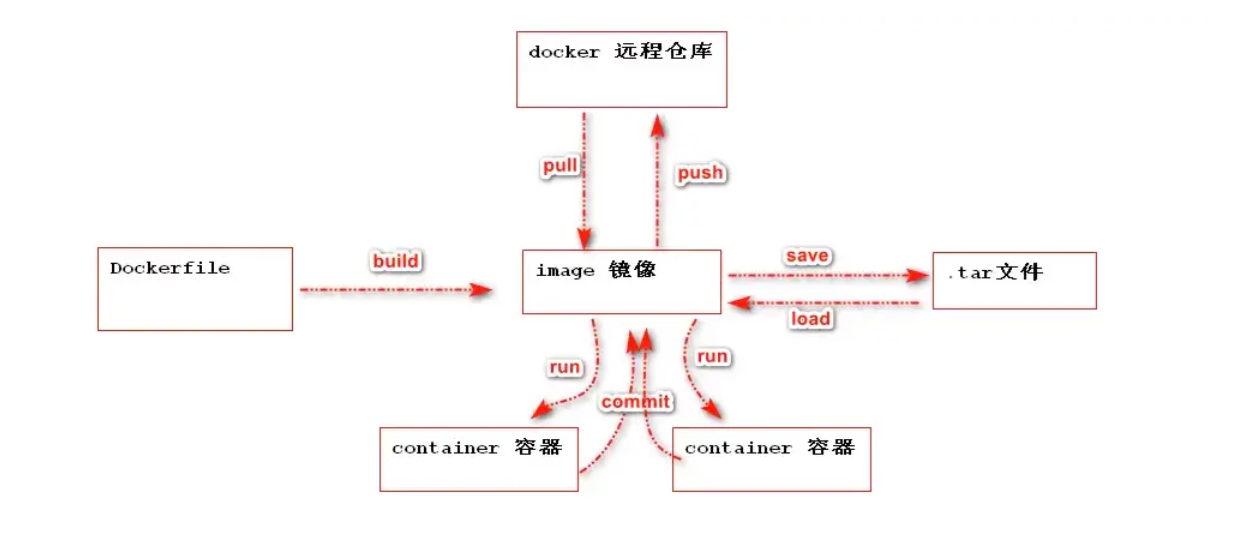 docker 远程仓库
pull
push
Dockerfile
build
image 镜像
save
load
.tar文件
run
run
commit
container 容器
container 容器